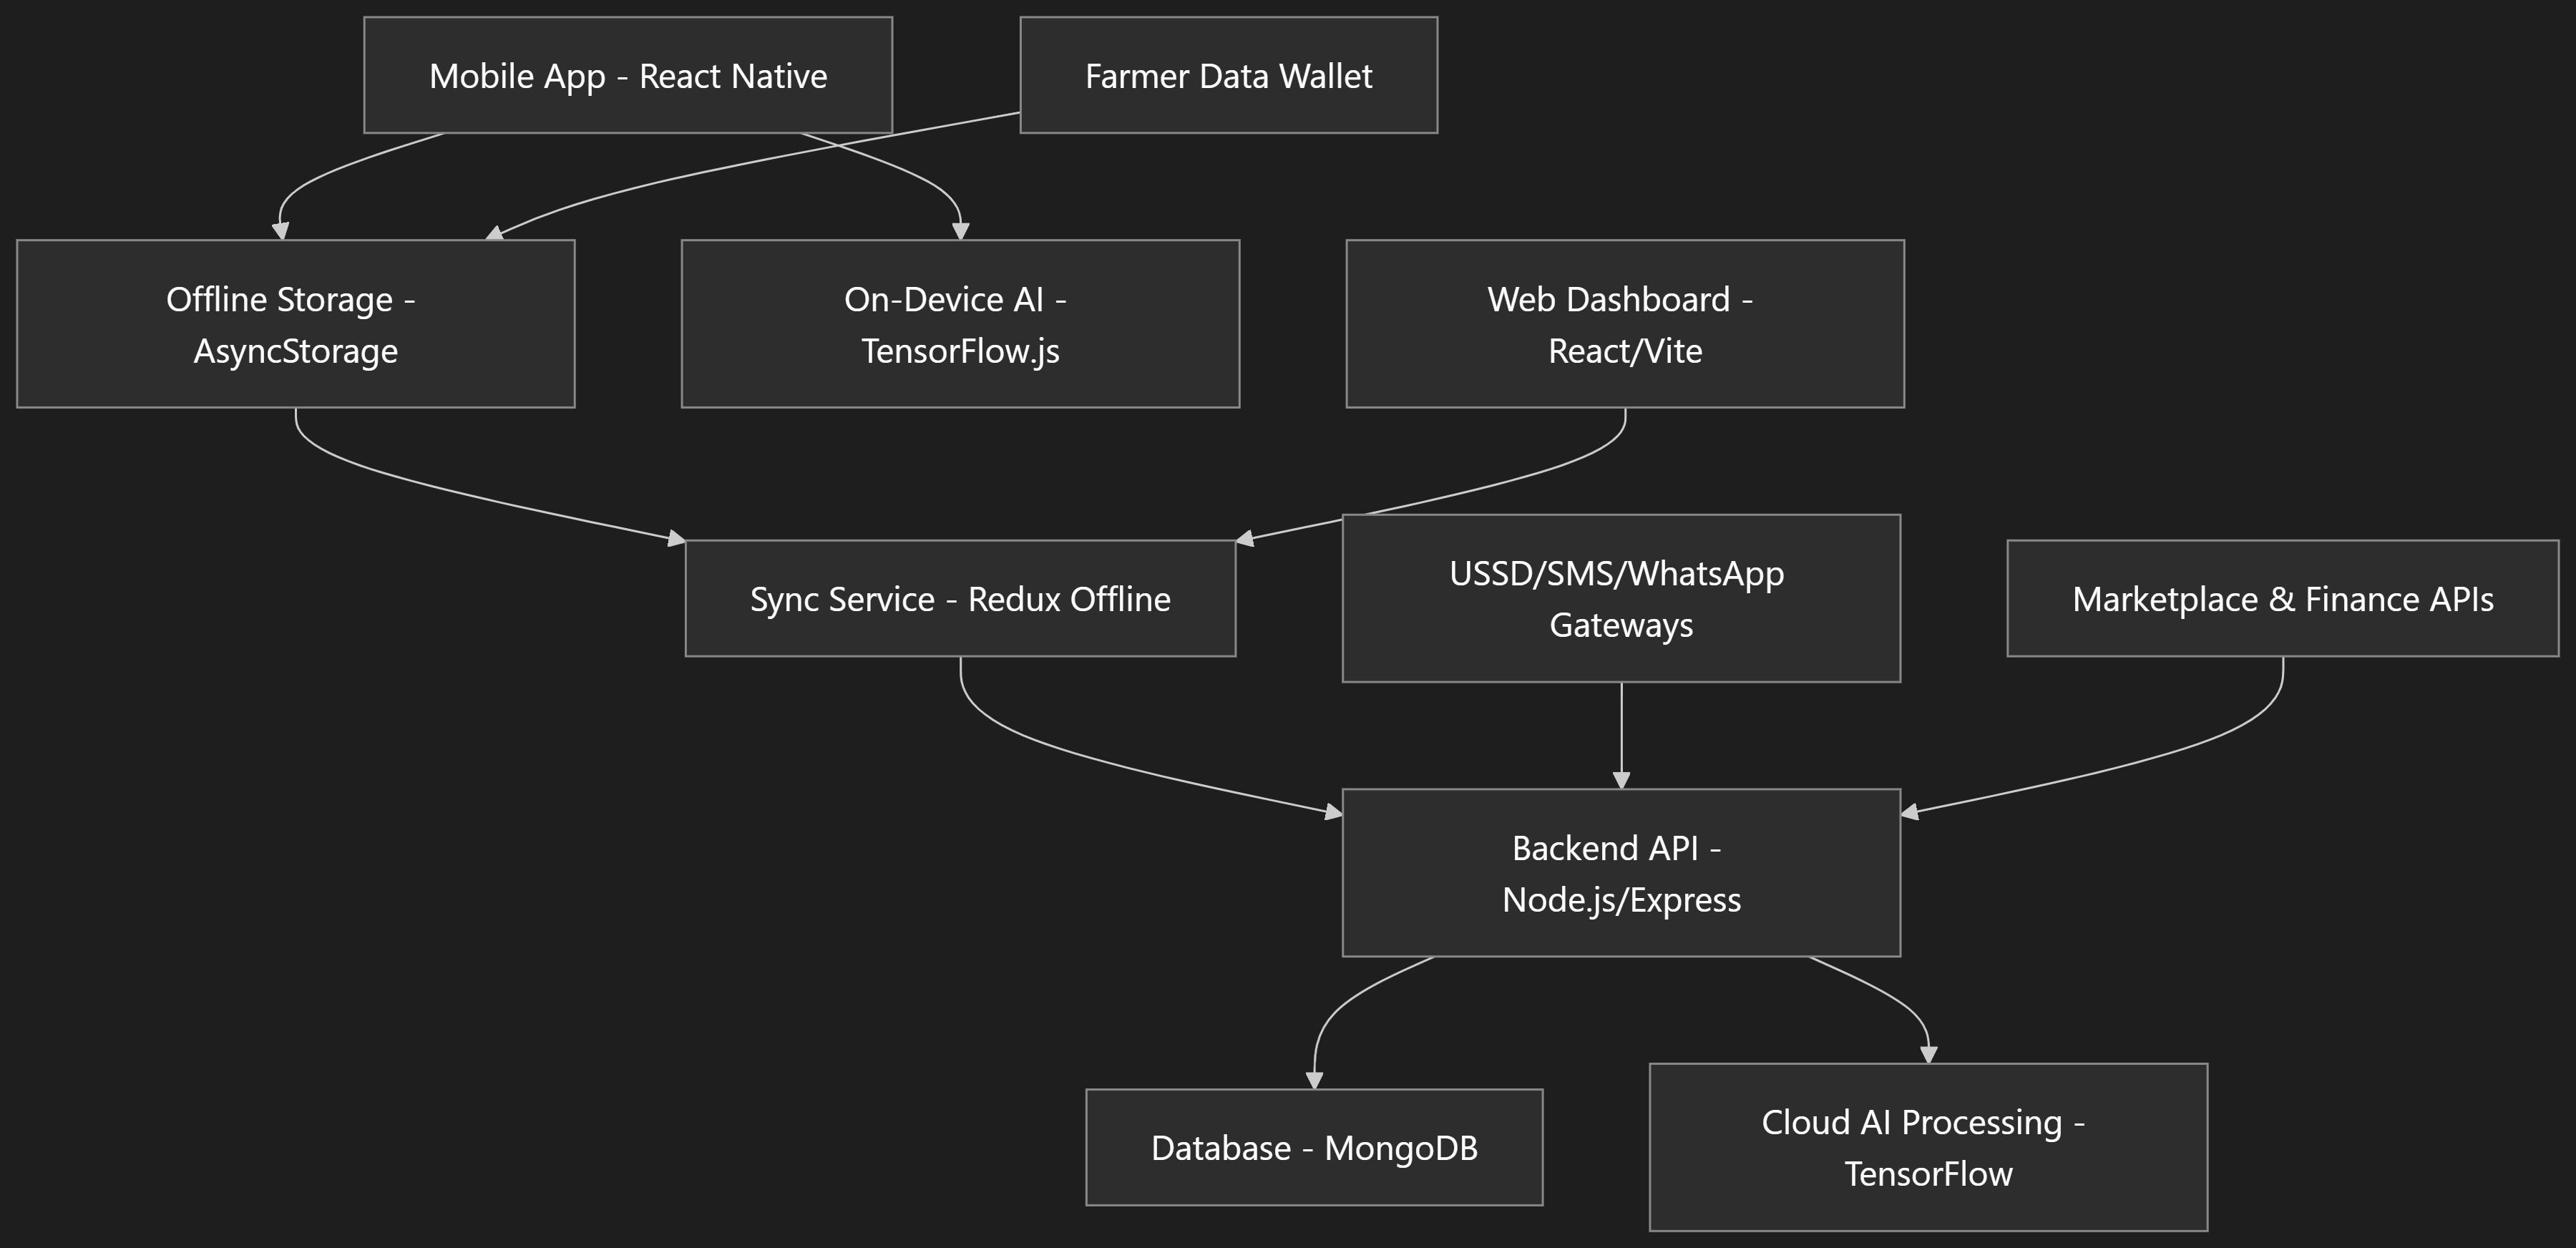 Mobile App - React Native
Farmer Data Wallet
Offline Storage -
AsyncStorage
On-Device AI -
TensorFlow.js
Web Dashboard -
React/Vite
Sync Service - Redux Offline
USSD/SMS/WhatsApp
Gateways
Marketplace & Finance APIs
Backend API -
Node.js/Express
Database - MongoDB
Cloud AI Processing -
TensorFlow